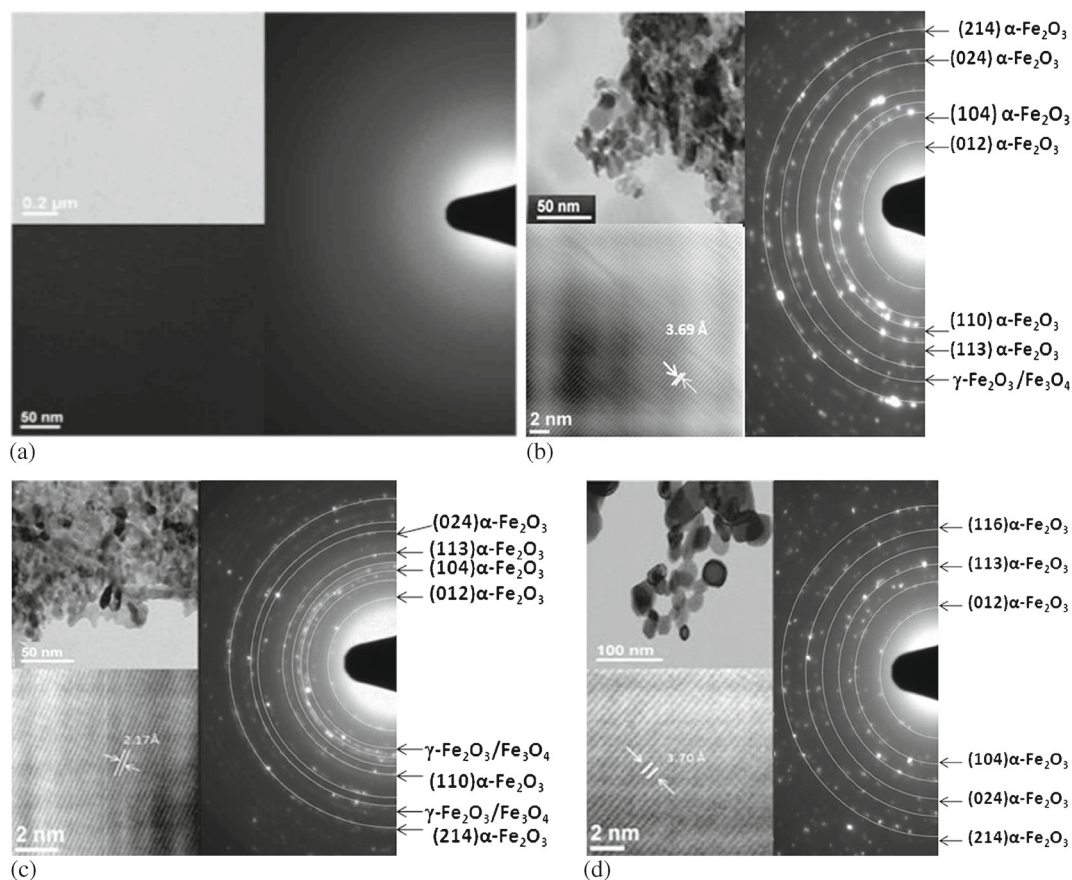 0.2 µm
50 nm
(a)
(214) α-Fe₂O₃
(024) α-Fe₂O₃
(104) α-Fe₂O₃
(012) α-Fe₂O₃
50 nm
3.69 Å
2 nm
(110) α-Fe₂O₃
(113) α-Fe₂O₃
γ-Fe₂O₃/Fe₃O₄
(b)
(024)α-Fe₂O₃
(113)α-Fe₂O₃
(104)α-Fe₂O₃
(012)α-Fe₂O₃
50 nm
2.17Å
2 nm
γ-Fe₂O₃/Fe₃O₄
(110)α-Fe₂O₃
γ-Fe₂O₃/Fe₃O₄
(214)α-Fe₂O₃
(c)
(116)α-Fe₂O₃
(113)α-Fe₂O₃
(012)α-Fe₂O₃
100 nm
3.70 Å
2 nm
(104)α-Fe₂O₃
(024)α-Fe₂O₃
(214)α-Fe₂O₃
(d)